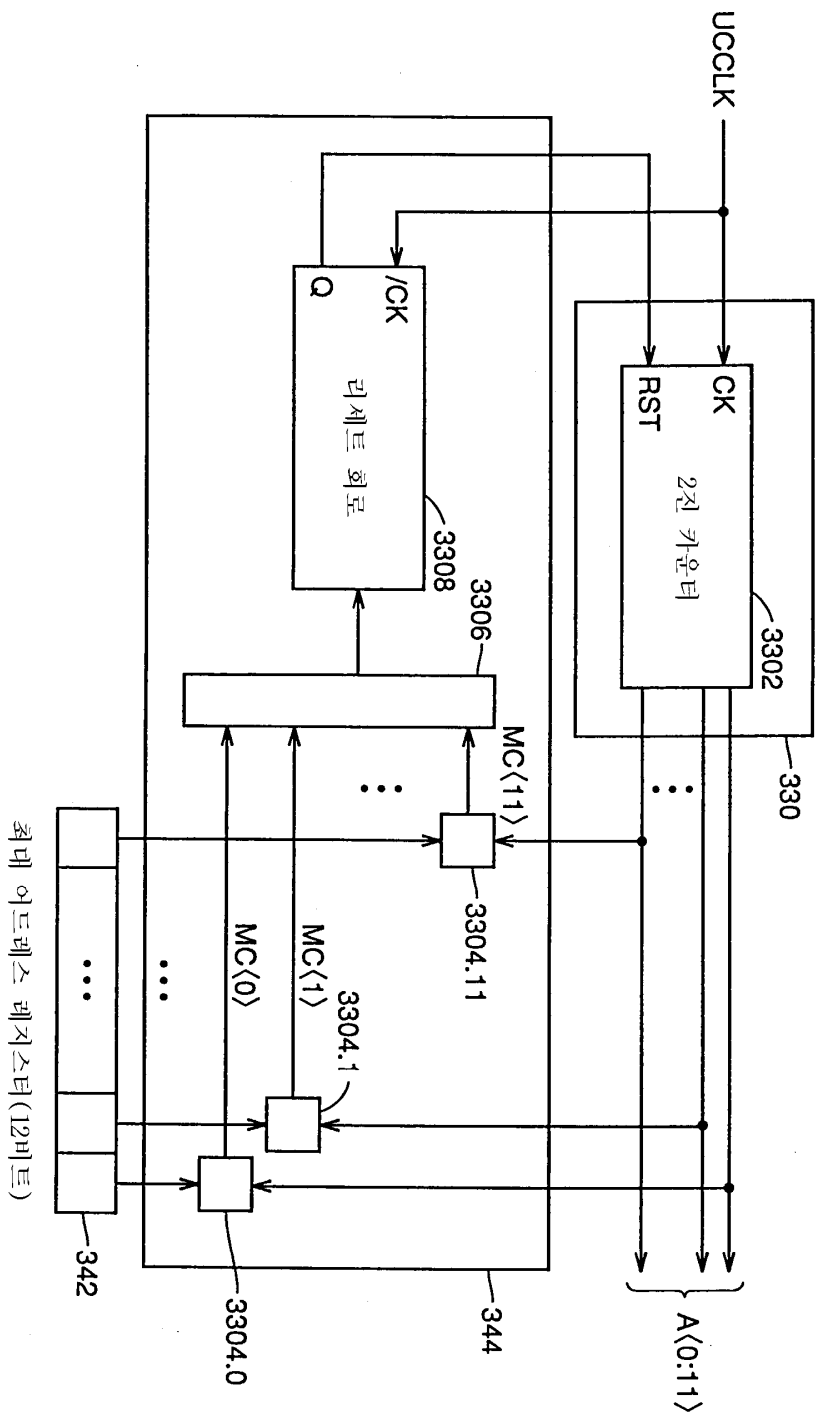 UCCLK
CK
RST
2진 카운터
3302
330
A⟨0:11⟩
/CK
Q
리세트 회로
3308
3306
MC⟨11⟩
3304.11
MC⟨1⟩
3304.1
MC⟨0⟩
3304.0
344
342
최대 어드레스 레지스터(12비트)